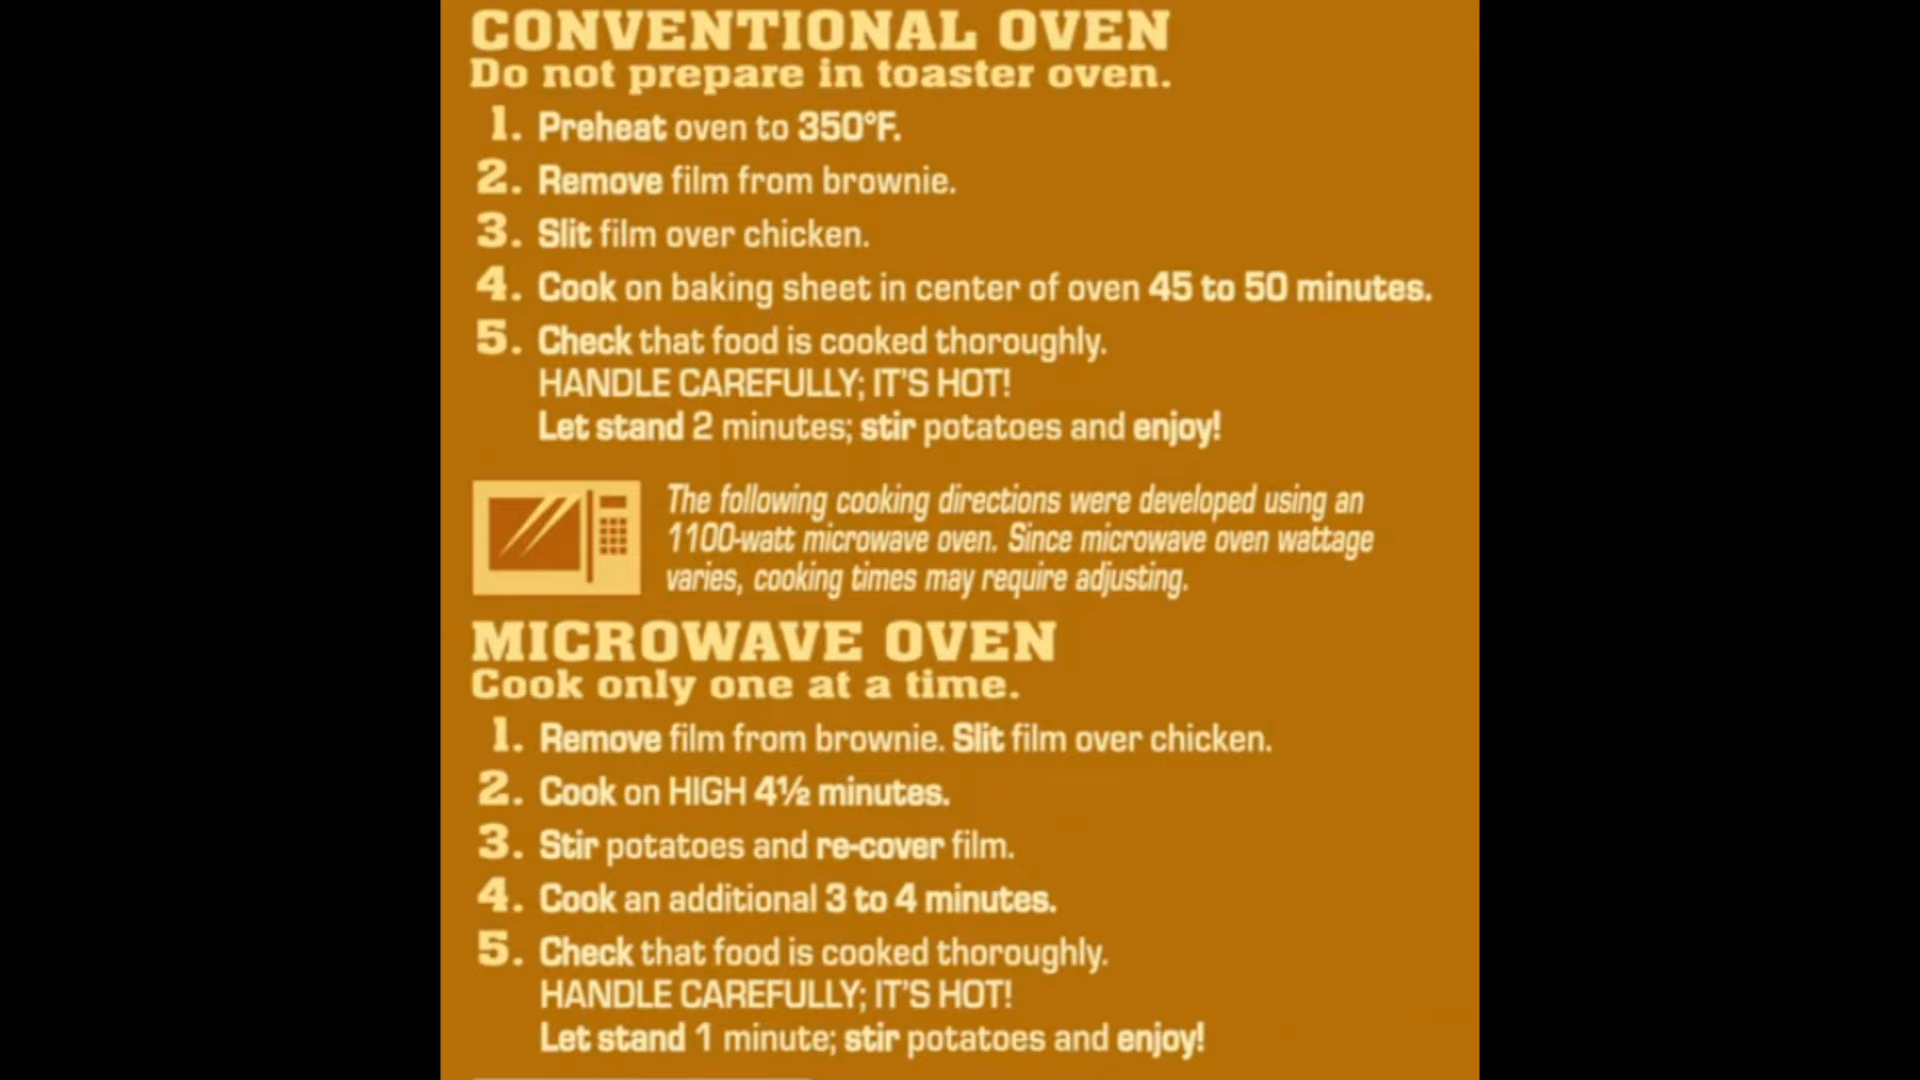 CONVENTIONAL OVEN
Do not prepare in toaster oven.
1. Preheat oven to 350°F.
2. Remove film from brownie.
3. Slit film over chicken.
4. Cook on baking sheet in center of oven 45 to 50 minutes.
5. Check that food is cooked thoroughly.
HANDLE CAREFULLY; IT'S HOT!
Let stand 2 minutes; stir potatoes and enjoy!
The following cooking directions were developed using an
1100-watt microwave oven. Since microwave oven wattage
varies, cooking times may require adjusting.
MICROWAVE OVEN
Cook only one at a time.
1. Remove film from brownie. Slit film over chicken.
2. Cook on HIGH 4½ minutes.
3. Stir potatoes and re-cover film.
4. Cook an additional 3 to 4 minutes.
5. Check that food is cooked thoroughly.
HANDLE CAREFULLY; IT'S HOT!
Let stand 1 minute; stir potatoes and enjoy!